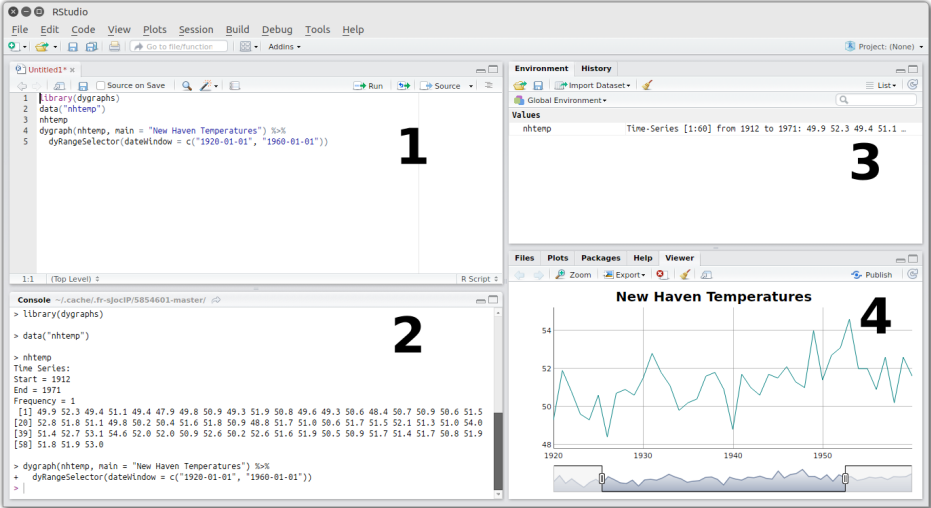 RStudio
File Edit Code View Plots Session Build Debug Tools Help
Go to file/function Addins Project: (None)
Untitled1* ×
Source on Save Run Source
1 library(dygraphs)
2 data("nhtemp")
3 nhtemp
4 dygraph(nhtemp, main = "New Haven Temperatures") %>%
5 dyRangeSelector(dateWindow = c("1920-01-01", "1960-01-01"))
1
1:1 (Top Level) R Script
Console ~/.cache/.fr-sJocIP/5854601-master/
> library(dygraphs)
> data("nhtemp")
> nhtemp
Time Series:
Start = 1912
End = 1971
Frequency = 1
[1] 49.9 52.3 49.4 51.1 49.4 47.9 49.8 50.9 49.3 51.9 50.8 49.6 49.3 50.6 48.4 50.7 50.9 50.6 51.5
[20] 52.8 51.8 51.1 49.8 50.2 50.4 51.6 51.8 50.9 48.8 51.7 51.0 50.6 51.7 51.5 52.1 51.3 51.0 54.0
[39] 51.4 52.7 53.1 54.6 52.0 52.0 50.9 52.6 50.2 52.6 51.6 51.9 50.5 50.9 51.7 51.4 51.7 50.8 51.9
[58] 51.8 51.9 53.0
> dygraph(nhtemp, main = "New Haven Temperatures") %>%
+ dyRangeSelector(dateWindow = c("1920-01-01", "1960-01-01"))
>
2
Environment History
Import Dataset List
Global Environment
Values
nhtemp Time-Series [1:60] from 1912 to 1971: 49.9 52.3 49.4 51.1 …
3
Files Plots Packages Help Viewer
Zoom Export Publish
New Haven Temperatures
4
54
52
50
48
1920 1930 1940 1950